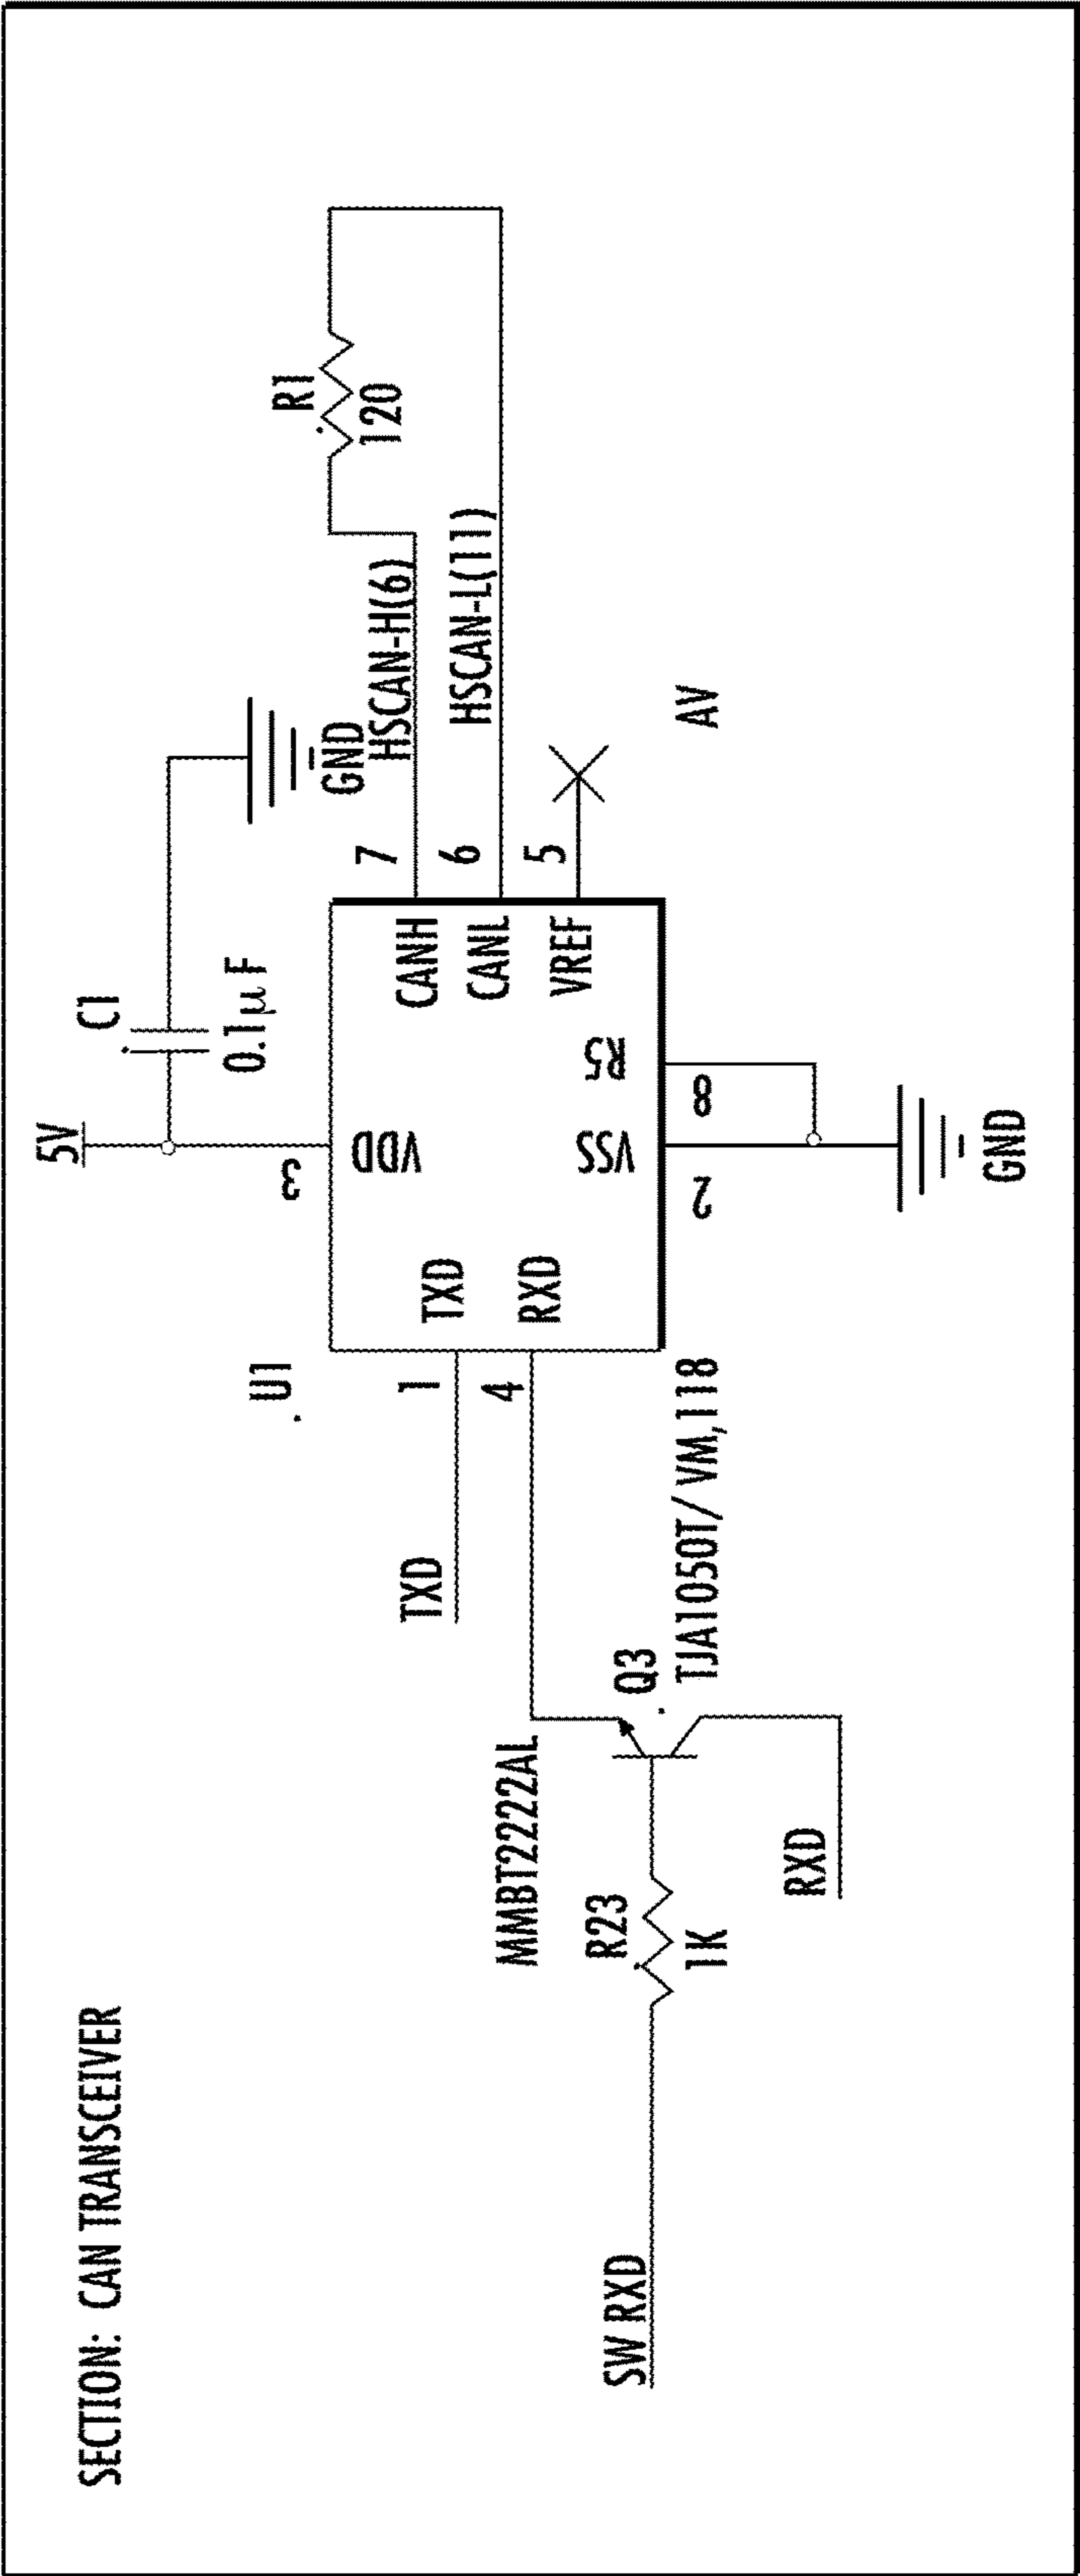 SECTION: CAN TRANSCEIVER
5V
C1
0.1µF
GND
3
VDD
U1
TXD
1
TXD
4
RXD
CANH
7
HSCAN-H(6)
R1
120
CANL
6
HSCAN-L(11)
VREF
5
R5
8
VSS
2
GND
AV
TJA1050T/ VM,118
MMBT2222AL
Q3
SW RXD
R23
1K
RXD